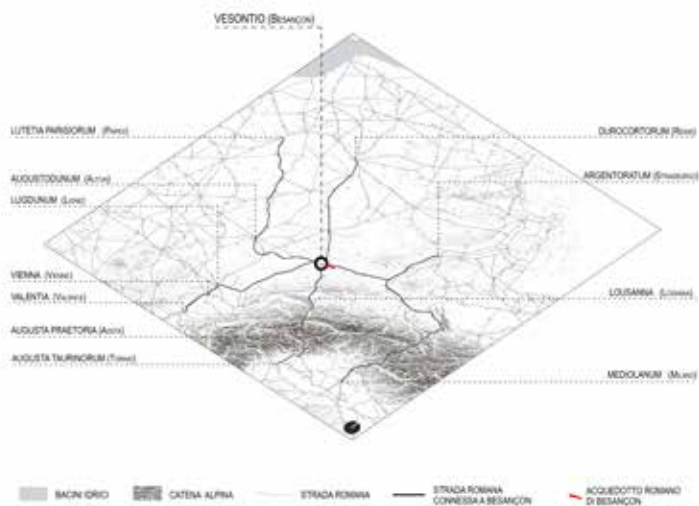 VESONTIO (BESANÇON)
LUTETIA PARISIORUM (PARIGI)
DUROCORTORUM (REIMS)
AUGUSTODUNUM (AUTUN)
ARGENTORATUM (STRASBURGO)
LUGDUNUM (LIONE)
VIENNA (VIENNE)
VALENTIA (VALENCE)
LOUSANNA (LOSANNA)
AUGUSTA PRAETORIA (AOSTA)
AUGUSTA TAURINORUM (TORINO)
MEDIOLANUM (MILANO)
BACINI IDRICI
CATENA ALPINA
STRADA ROMANA
STRADA ROMANA
CONNESSA A BESANÇON
ACQUEDOTTO ROMANO
DI BESANÇON